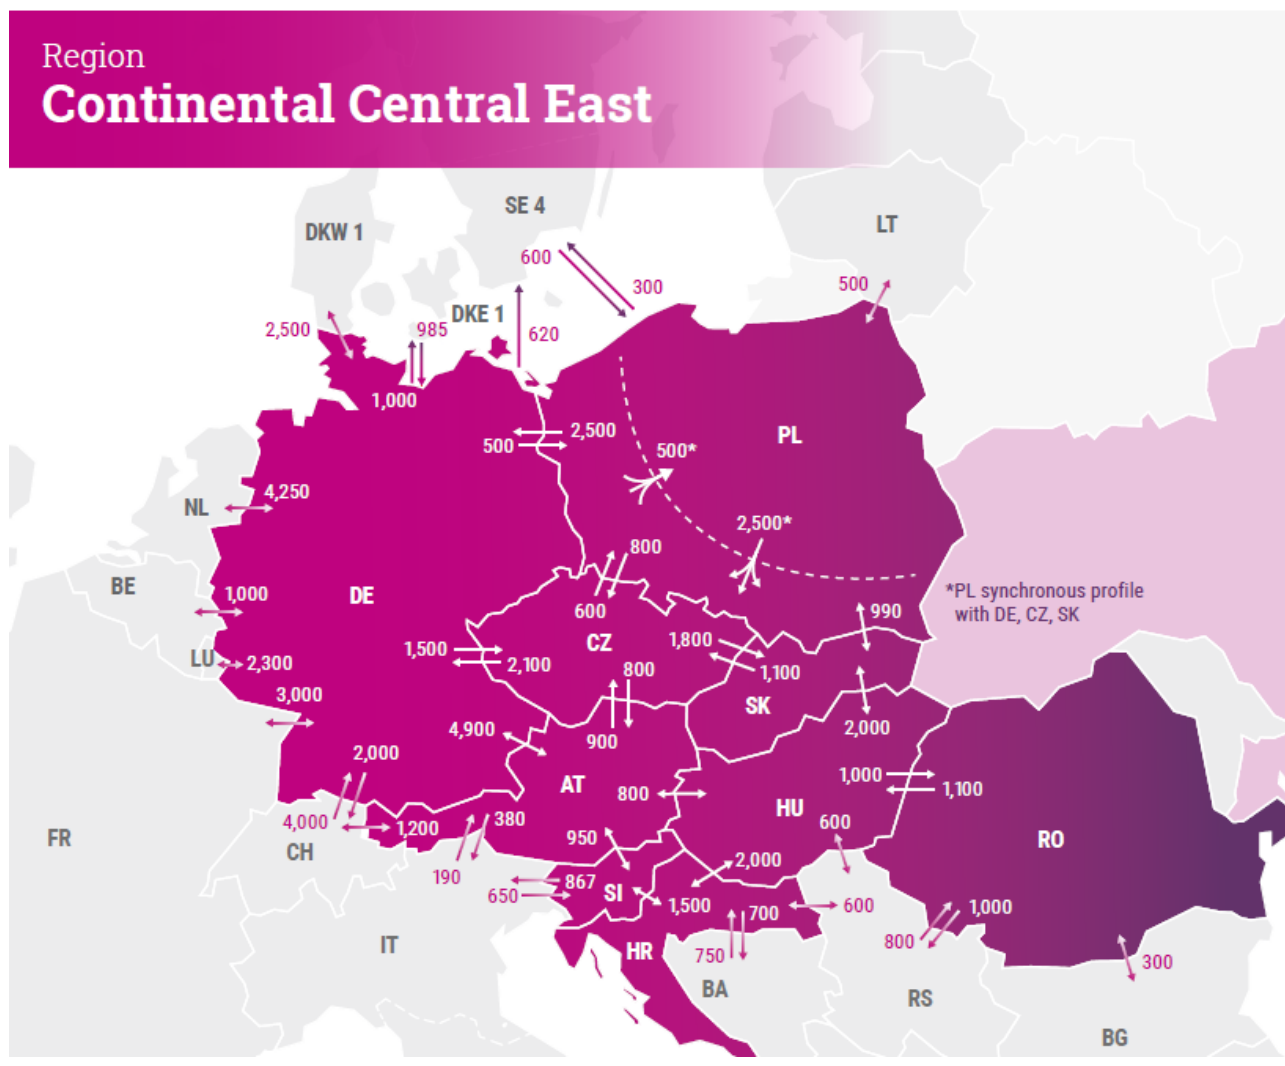 Region
Continental Central East
SE 4
DKW 1
LT
600
300
500
DKE 1
2,500
985
620
1,000
2,500
500
PL
500*
4,250
NL
2,500*
800
BE
1,000
DE
600
*PL synchronous profile
with DE, CZ, SK
990
CZ
1,800
1,500
2,100
800
1,100
LU
2,300
3,000
SK
4,900
900
2,000
2,000
1,000
1,100
AT
800
HU
4,000
1,200
380
600
FR
CH
950
RO
190
2,000
650
867
SI
1,500
700
600
1,000
IT
HR
750
800
300
BA
RS
BG